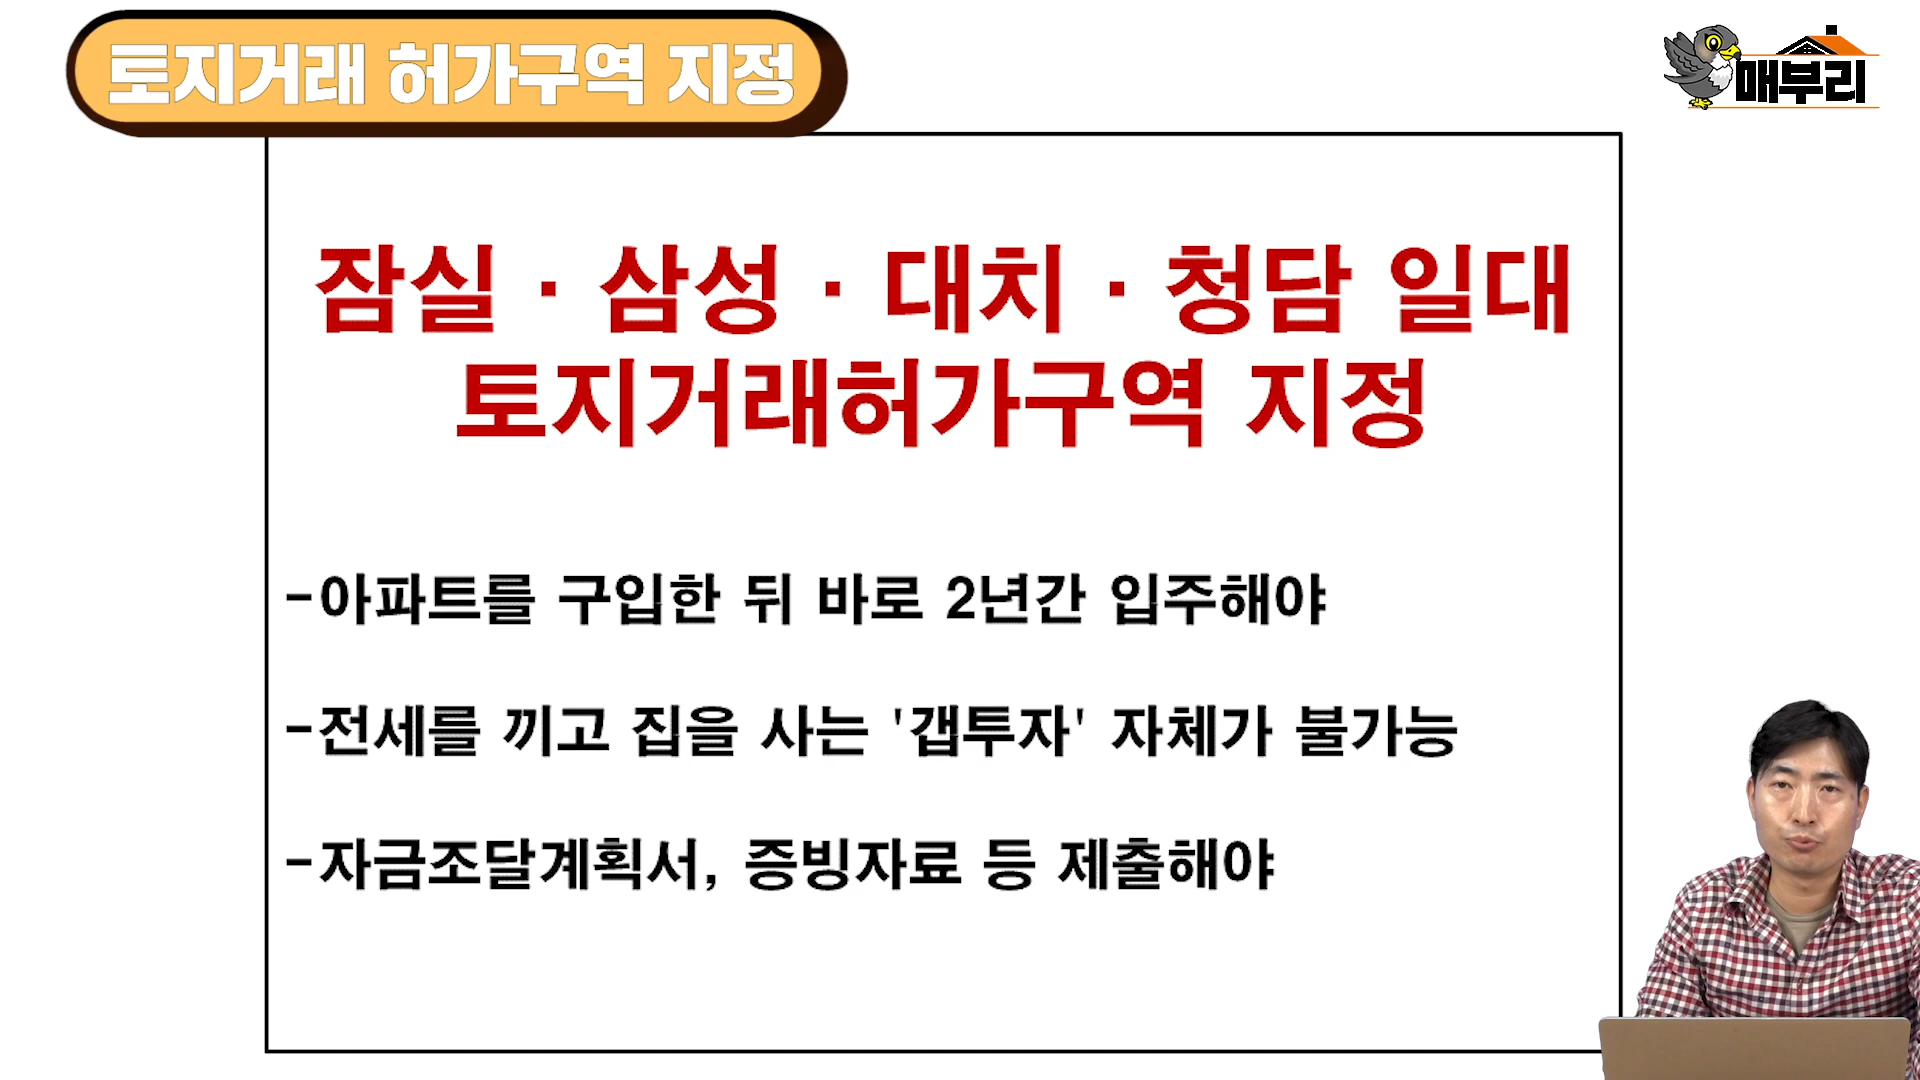 토지거래 허가구역 지정
매부리
잠실·삼성·대치·청담 일대
토지거래허가구역 지정
-아파트를 구입한 뒤 바로 2년간 입주해야
-전세를 끼고 집을 사는 '갭투자' 자체가 불가능
-자금조달계획서, 증빙자료 등 제출해야